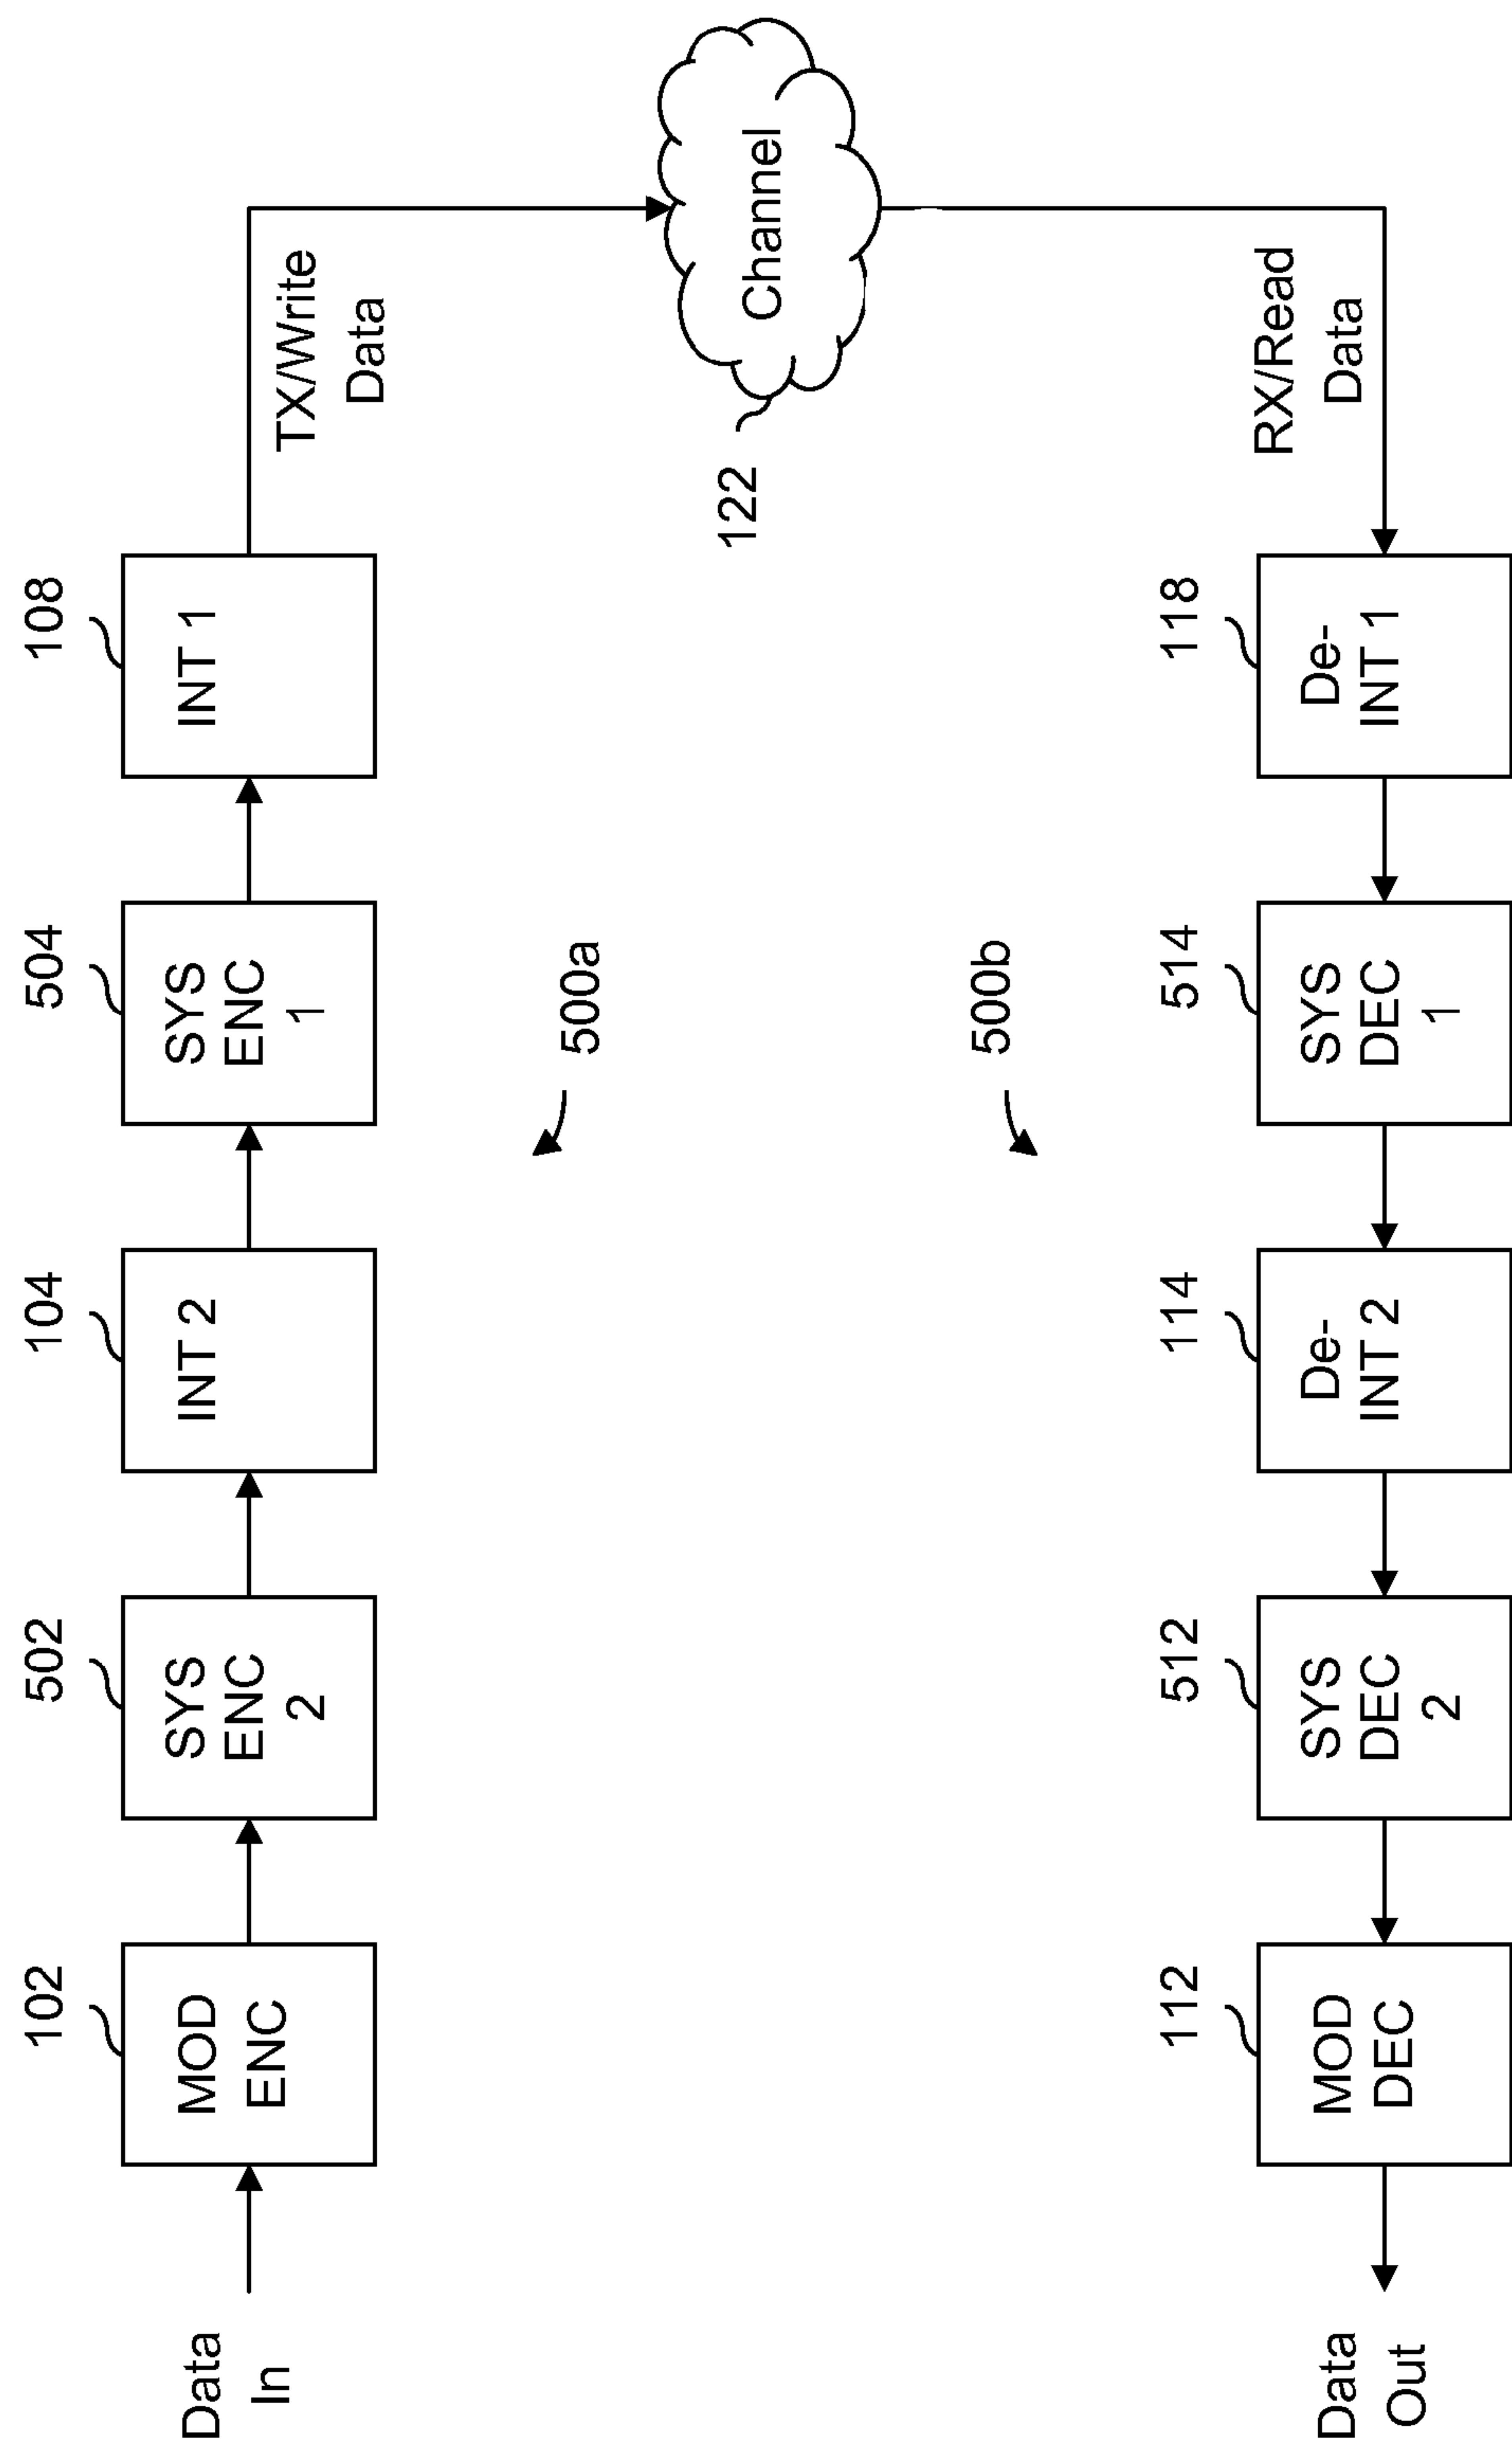 102
502
104
504
108
Data
In
MOD
ENC
SYS
ENC
2
INT 2
SYS
ENC
1
INT 1
TX/Write
Data
500a
122
Channel
500b
112
512
114
514
118
RX/Read
Data
Data
Out
MOD
DEC
SYS
DEC
2
De-
INT 2
SYS
DEC
1
De-
INT 1